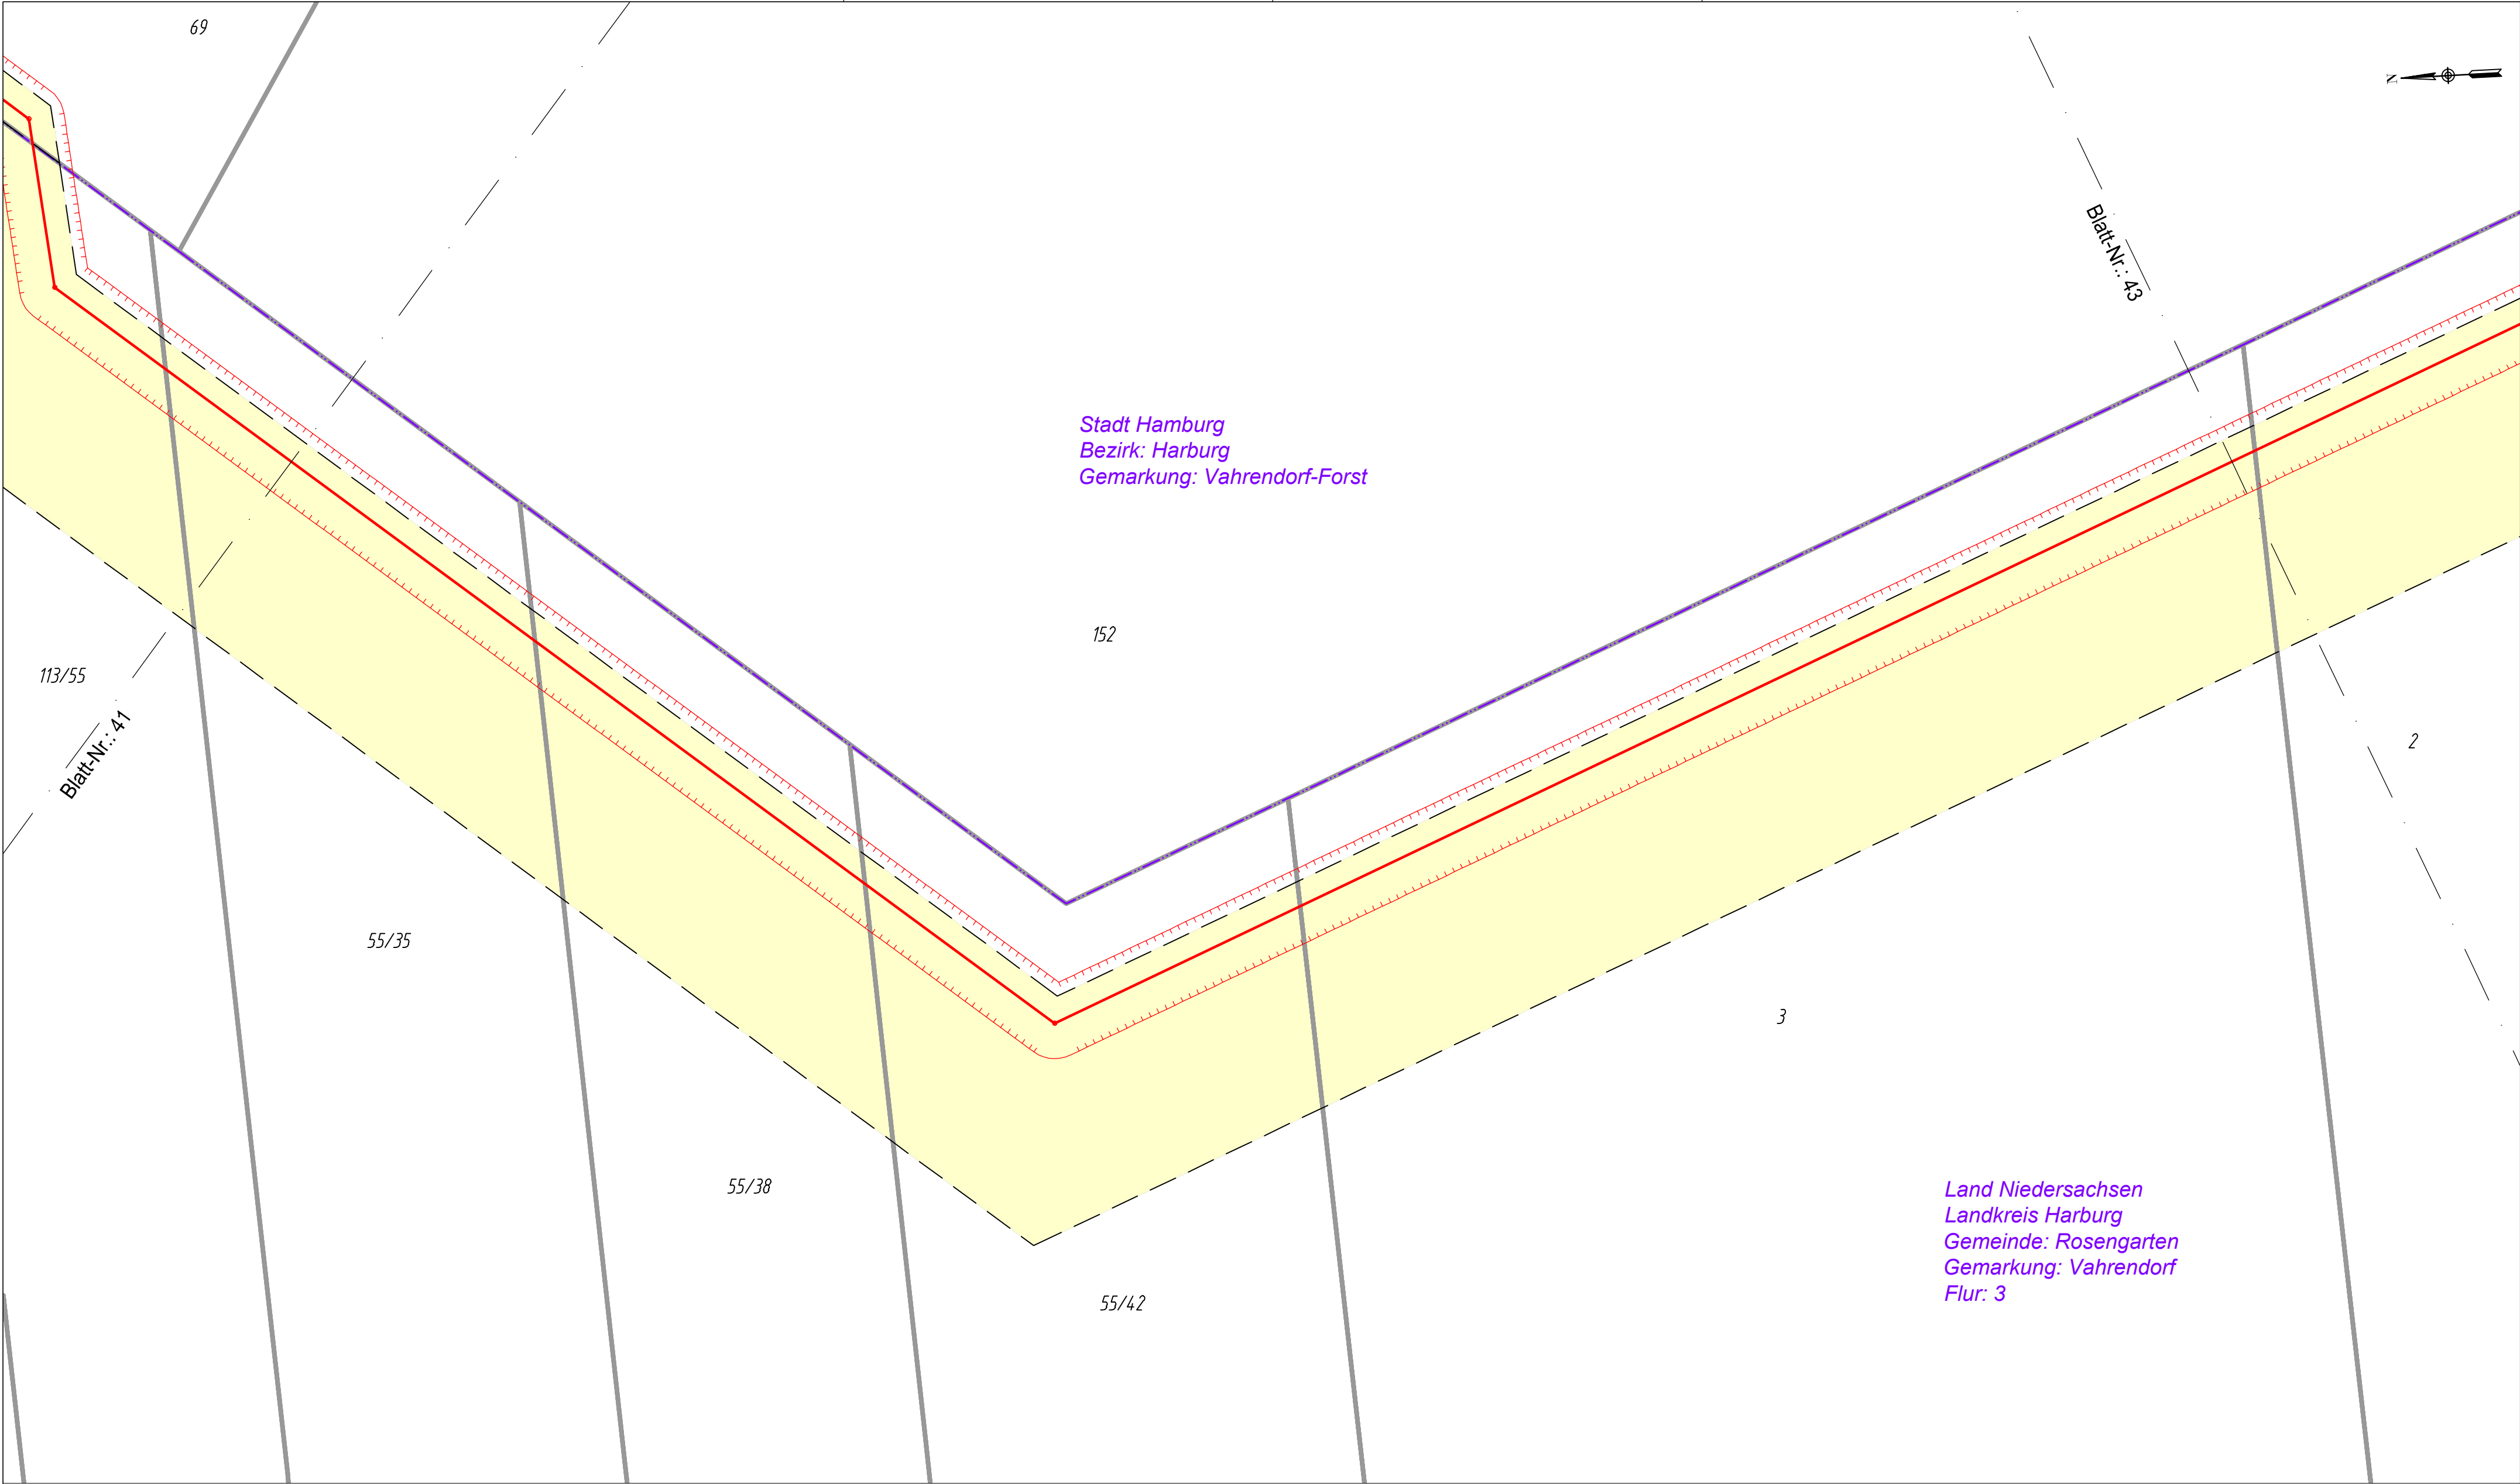 69
N
Blatt-Nr.: 43
Stadt Hamburg
Bezirk: Harburg
Gemarkung: Vahrendorf-Forst
152
113/55
Blatt-Nr.: 41
2
55/35
3
55/38
Land Niedersachsen
Landkreis Harburg
Gemeinde: Rosengarten
Gemarkung: Vahrendorf
Flur: 3
55/42